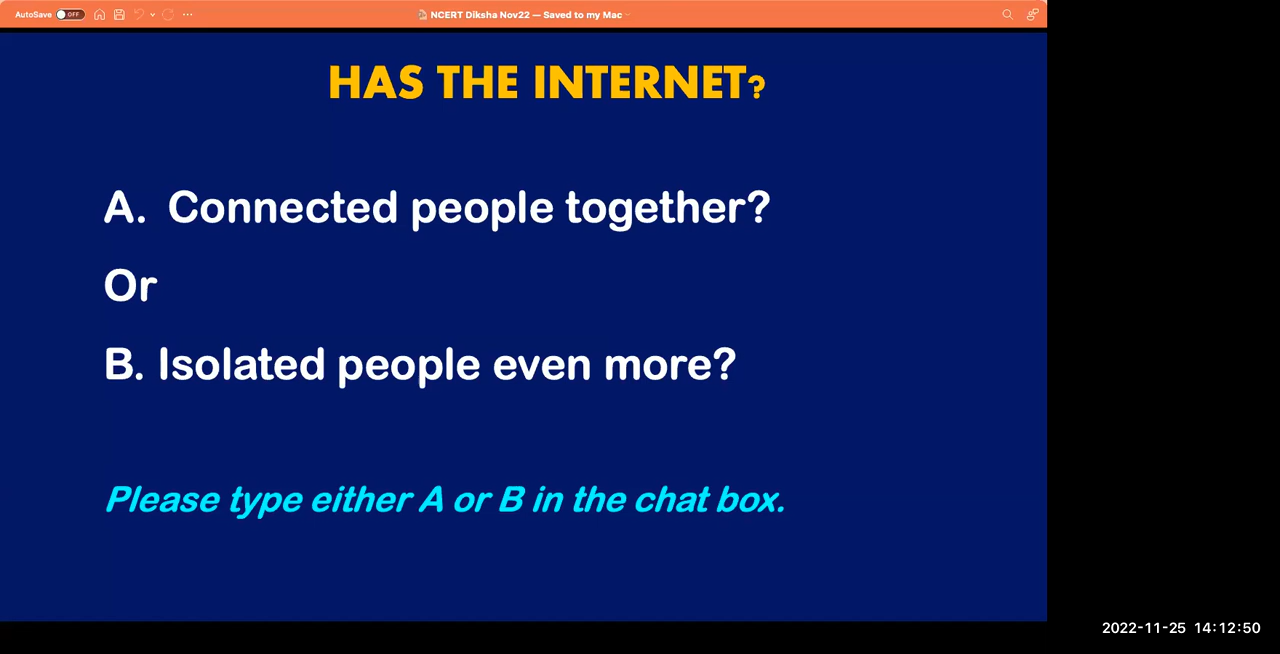 AutoSave OFF
NCERT Diksha Nov22 — Saved to my Mac
HAS THE INTERNET?
A. Connected people together?
Or
B. Isolated people even more?
Please type either A or B in the chat box.
2022-11-25 14:12:50